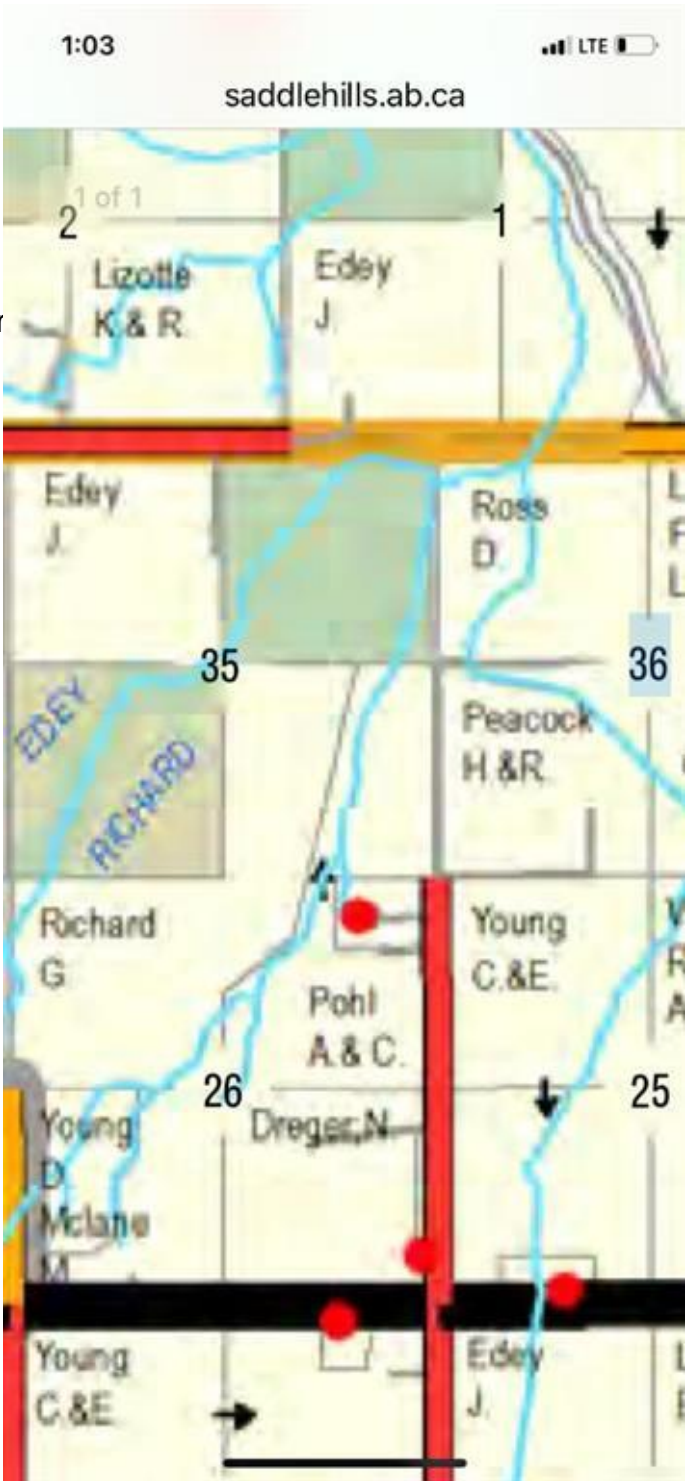 1:03
LTE
saddlehills.ab.ca
1 of 1
2
1
Lizotte
K & R.
Edey
J.
Edey
J.
Ross
D.
L
F
L
35
36
EDEY
RICHARD
Peacock
H.&R.
Richard
G.
Young
C.&E.
R
A
Pohl
A.& C.
26
25
Young
D.
Mclane
M.
Dreger N.
Young
C.&E.
Edey
J.
L